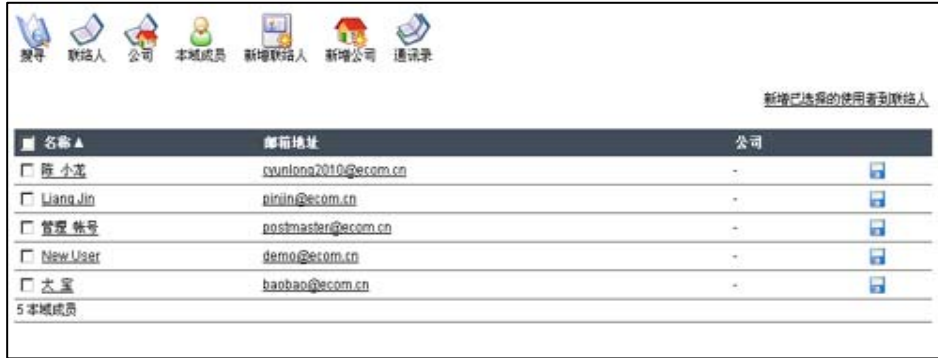 搜寻 联络人 公司 本域成员 新增联络人 新增公司 通讯录
新增已选择的使用者到联络人
名称▲ 邮箱地址 公司
陈 小龙 cyunlong2010@ecom.cn -
Liang Jin pinjin@ecom.cn -
管理 帐号 postmaster@ecom.cn -
New User demo@ecom.cn -
大 宝 baobao@ecom.cn -
5 本域成员